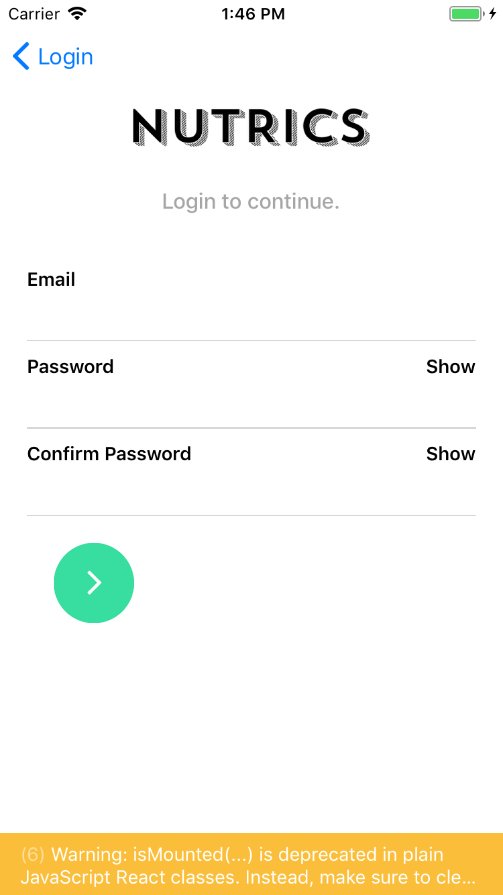 Carrier 1:46 PM
Login
NUTRICS
Login to continue.
Email
Password Show
Confirm Password Show
(6) Warning: isMounted(...) is deprecated in plain
JavaScript React classes. Instead, make sure to cle...